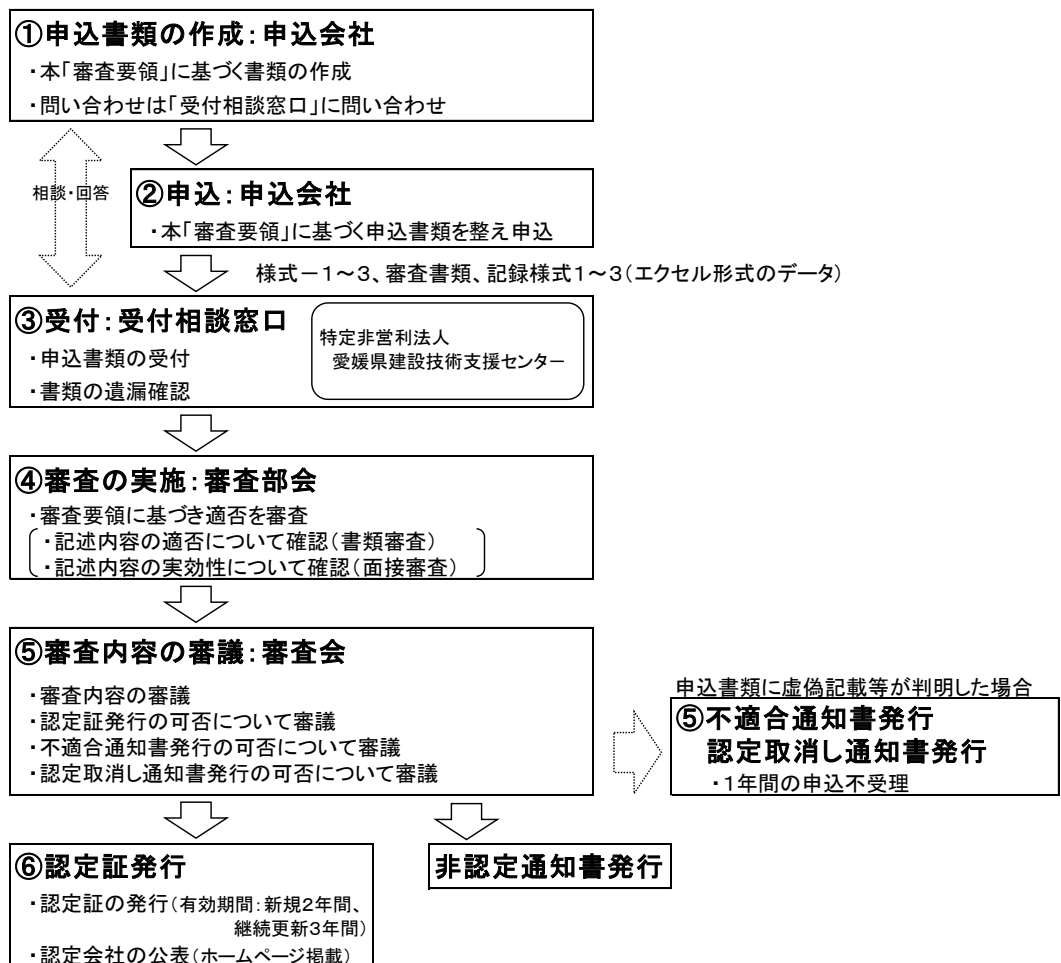 ①申込書類の作成：申込会社
・本「審査要領」に基づく書類の作成
・問い合わせは「受付相談窓口」に問い合わせ
相談・回答
②申込：申込会社
・本「審査要領」に基づく申込書類を整え申込
様式－１～３、審査書類、記録様式１～３（エクセル形式のデータ）
③受付：受付相談窓口
・申込書類の受付
・書類の遺漏確認
特定非営利法人
愛媛県建設技術支援センター
④審査の実施：審査部会
・審査要領に基づき適否を審査
・記述内容の適否について確認（書類審査）
・記述内容の実効性について確認（面接審査）
⑤審査内容の審議：審査会
・審査内容の審議
・認定証発行の可否について審議
・不適合通知書発行の可否について審議
・認定取消し通知書発行の可否について審議
申込書類に虚偽記載等が判明した場合
⑤不適合通知書発行
認定取消し通知書発行
・１年間の申込不受理
⑥認定証発行
・認定証の発行（有効期間：新規２年間、
継続更新３年間）
・認定会社の公表（ホームページ掲載）
非認定通知書発行